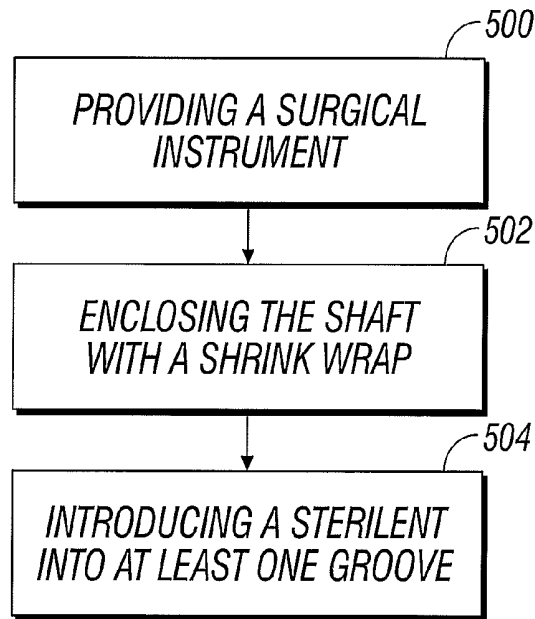 500
PROVIDING A SURGICAL
INSTRUMENT
502
ENCLOSING THE SHAFT
WITH A SHRINK WRAP
504
INTRODUCING A STERILENT
INTO AT LEAST ONE GROOVE